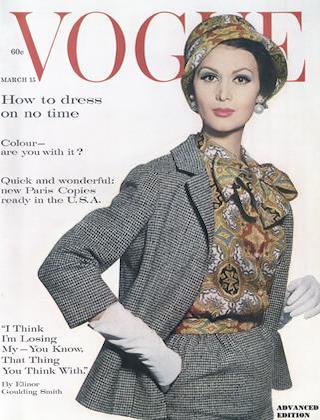 VOGUE
60c
MARCH 15
How to dress
on no time
Colour—
are you with it?
Quick and wonderful:
new Paris Copies
ready in the U.S.A.
"I Think
I'm Losing
My—You Know,
That Thing
You Think With."
By Elinor
Goulding Smith
ADVANCED
EDITION